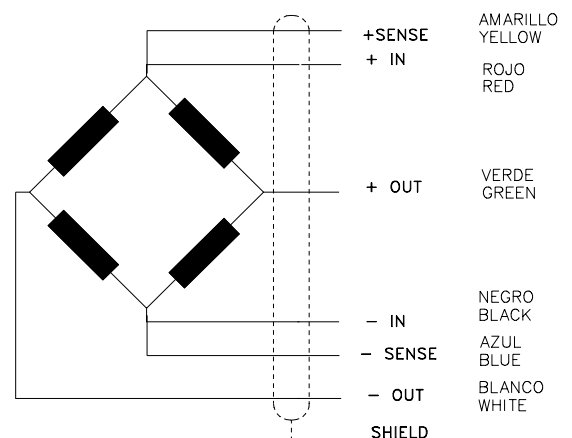 +SENSE AMARILLO
YELLOW
+ IN ROJO
RED
+ OUT VERDE
GREEN
- IN NEGRO
BLACK
- SENSE AZUL
BLUE
- OUT BLANCO
WHITE
SHIELD